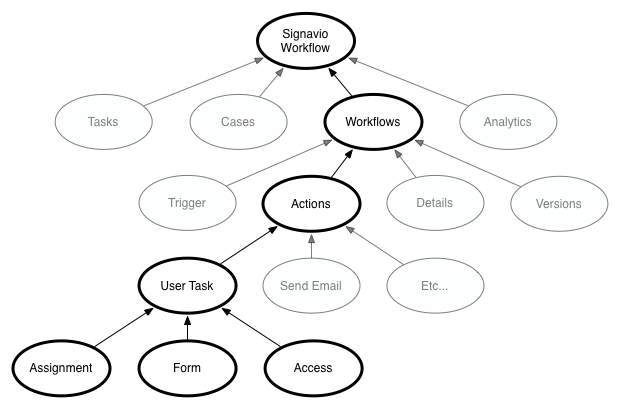 Signavio
Workflow
Tasks
Cases
Workflows
Analytics
Trigger
Actions
Details
Versions
User Task
Send Email
Etc...
Assignment
Form
Access